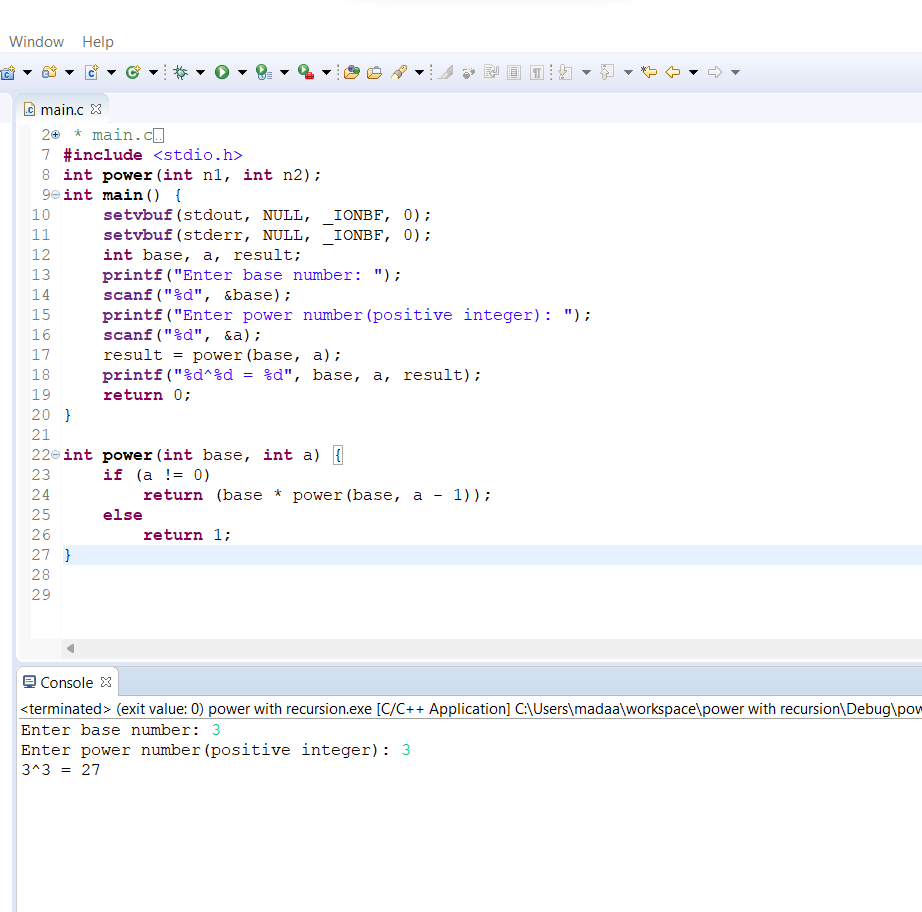 Window Help
main.c
2 * main.c
7 #include <stdio.h>
8 int power(int n1, int n2);
9 int main() {
10 setvbuf(stdout, NULL, _IONBF, 0);
11 setvbuf(stderr, NULL, _IONBF, 0);
12 int base, a, result;
13 printf("Enter base number: ");
14 scanf("%d", &base);
15 printf("Enter power number(positive integer): ");
16 scanf("%d", &a);
17 result = power(base, a);
18 printf("%d^%d = %d", base, a, result);
19 return 0;
20 }
21
22 int power(int base, int a) {
23 if (a != 0)
24 return (base * power(base, a - 1));
25 else
26 return 1;
27 }
28
29
Console
<terminated> (exit value: 0) power with recursion.exe [C/C++ Application] C:\Users\madaa\workspace\power with recursion\Debug\pow
Enter base number: 3
Enter power number(positive integer): 3
3^3 = 27